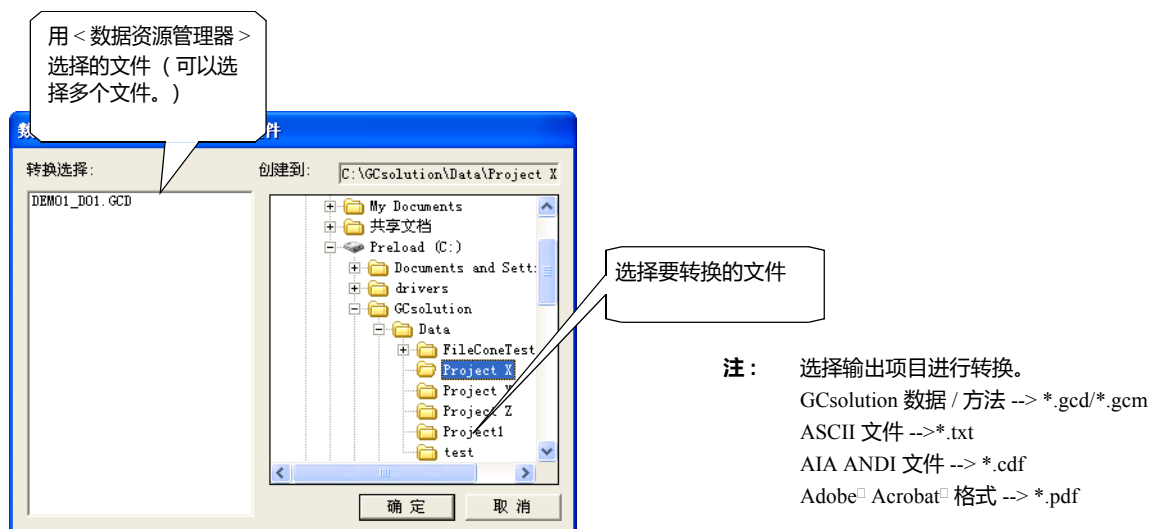 用 < 数据资源管理器 >
选择的文件 ( 可以选
择多个文件。)
件
转换选择:
创建到:
C:\GCsolution\Data\Project X
DEMO1_DO1.GCD
My Documents
共享文档
Preload (C:)
Documents and Sett
drivers
GCsolution
Data
FileConeTest
Project X
Project
Project Z
Project1
test
确 定
取 消
选择要转换的文件
注 : 选择输出项目进行转换。
GCsolution 数据 / 方法 --> *.gcd/*.gcm
ASCII 文件 -->*.txt
AIA ANDI 文件 --> *.cdf
Adobe Acrobat 格式 --> *.pdf